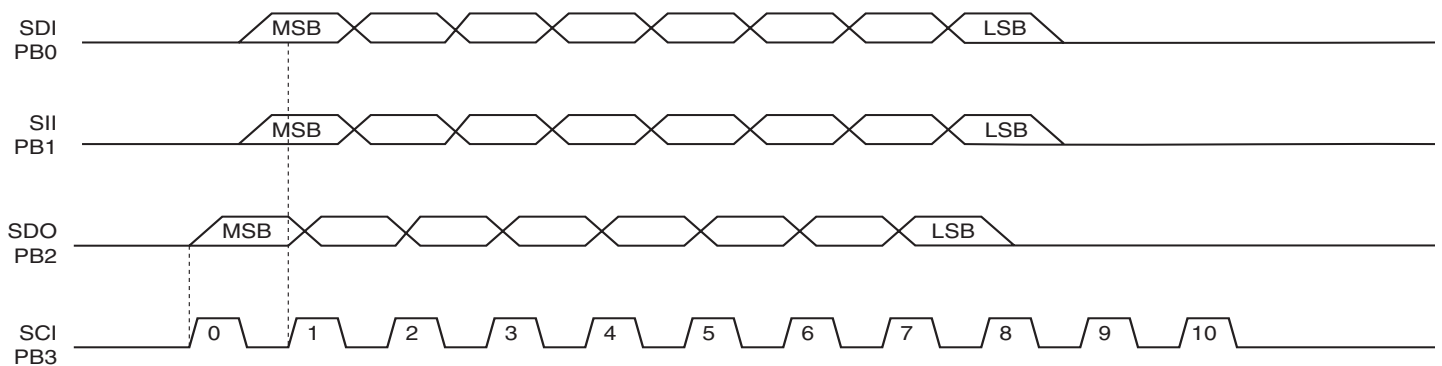 SDI
PB0
MSB
LSB
SII
PB1
MSB
LSB
SDO
PB2
MSB
LSB
SCI
PB3
0 1 2 3 4 5 6 7 8 9 10